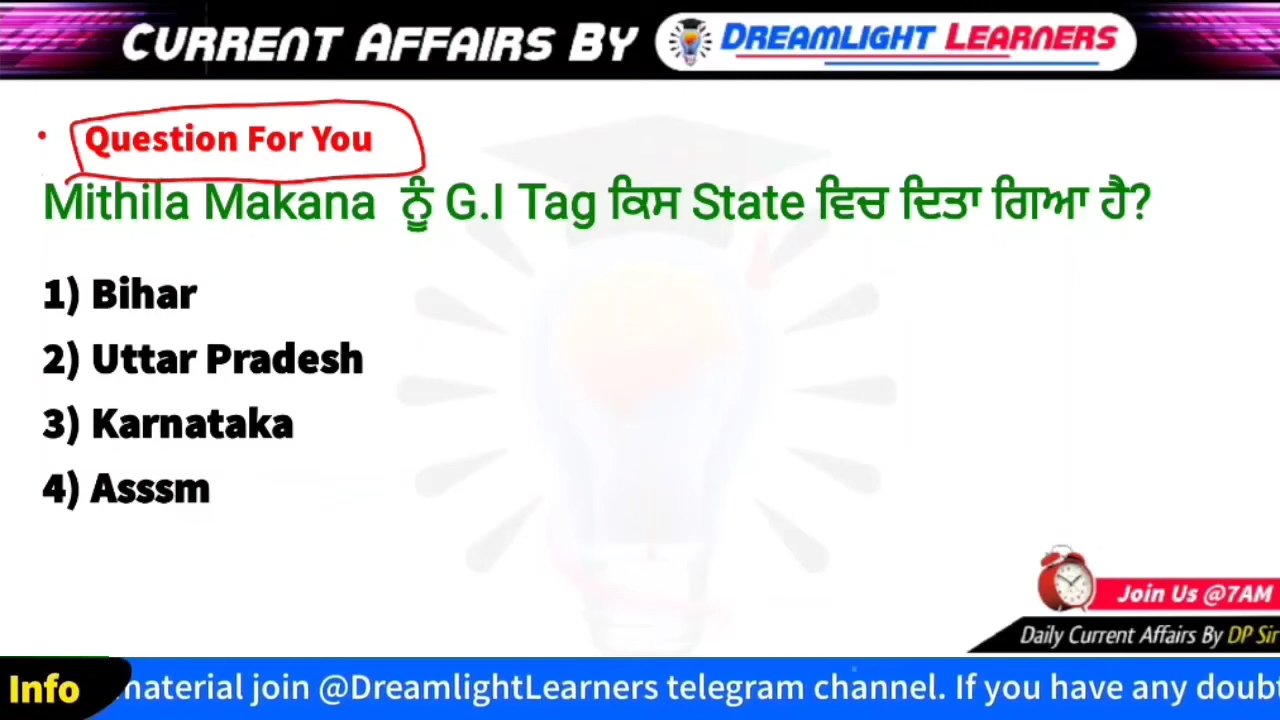 CURRENT AFFAIRS BY DREAMLIGHT LEARNERS
• Question For You
Mithila Makana ਨੂੰ G.I Tag ਕਿਸ State ਵਿਚ ਦਿਤਾ ਗਿਆ ਹੈ?
1) Bihar
2) Uttar Pradesh
3) Karnataka
4) Asssm
Join Us @7AM
Daily Current Affairs By DP Sir
Info material join @DreamlightLearners telegram channel. If you have any doubt